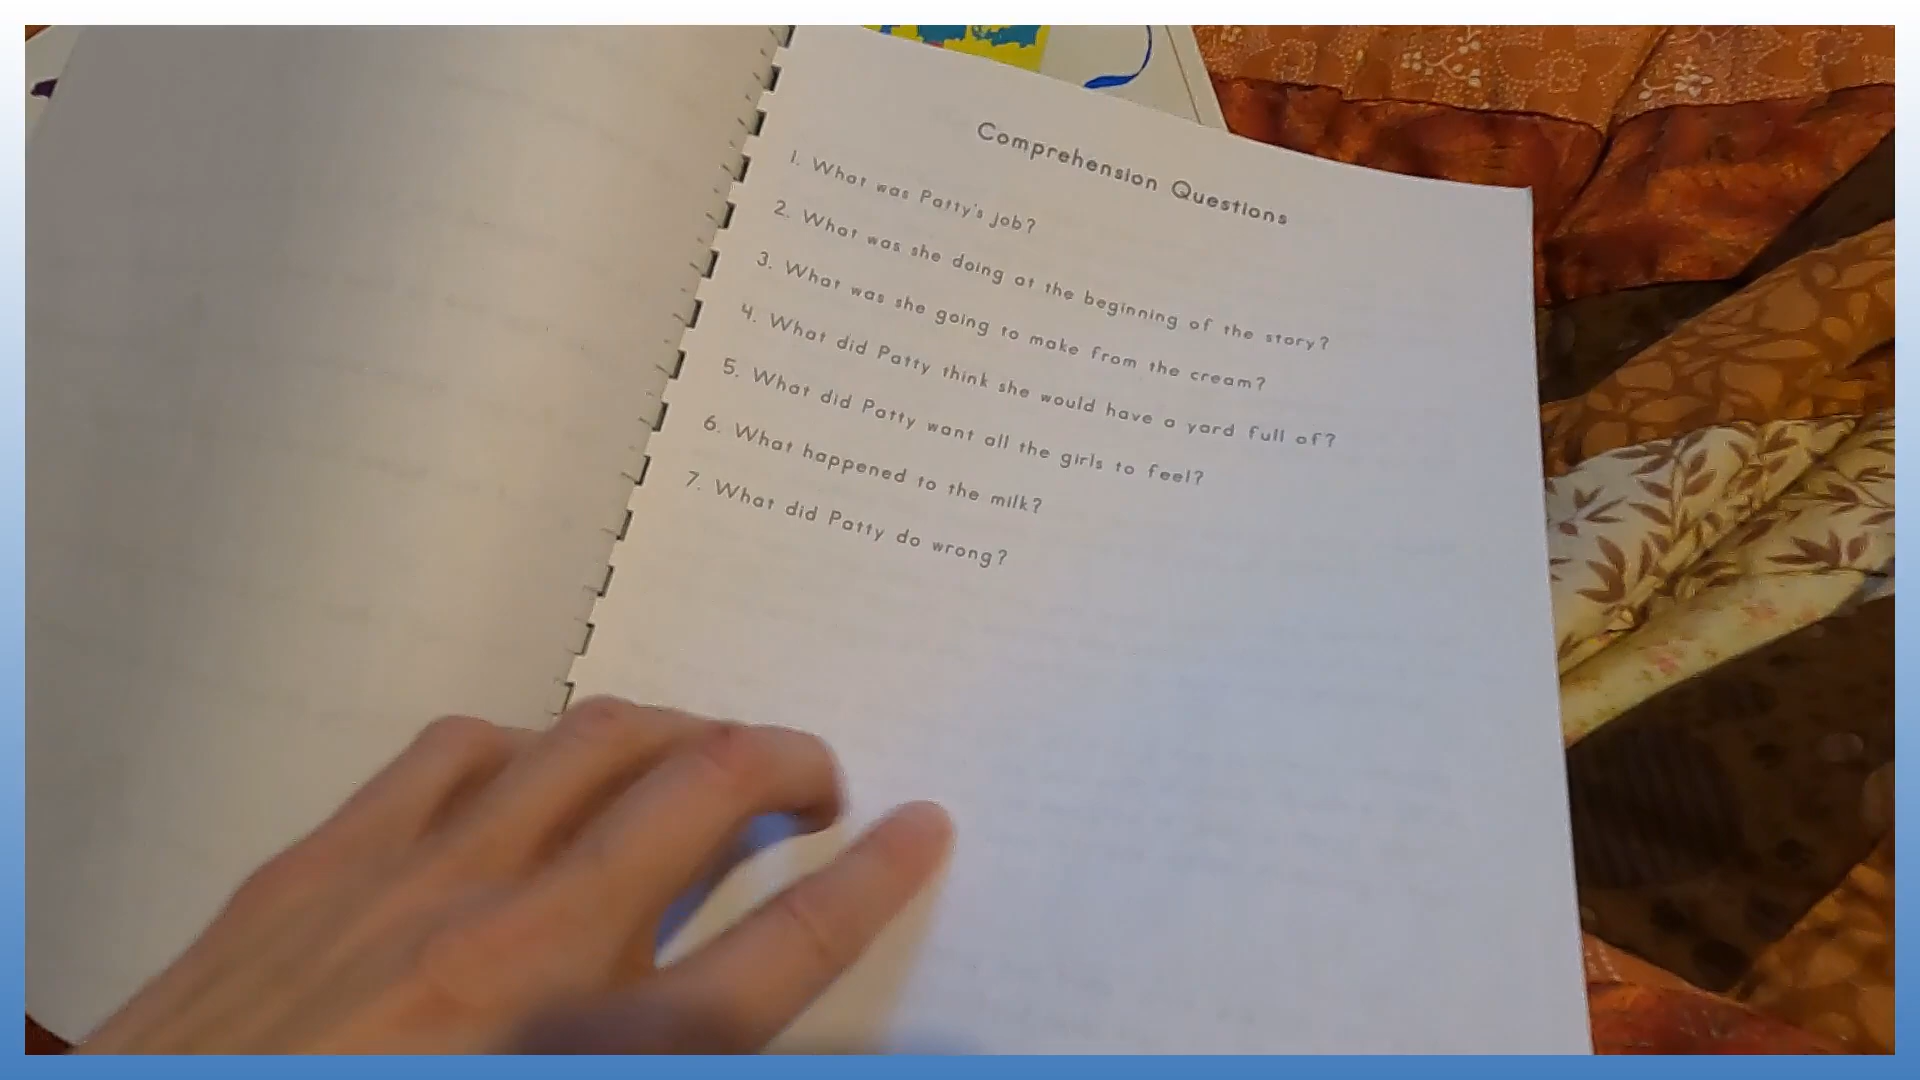 Comprehension Questions
1. What was Patty's job?
2. What was she doing at the beginning of the story?
3. What was she going to make from the cream?
4. What did Patty think she would have a yard full of?
5. What did Patty want all the girls to feel?
6. What happened to the milk?
7. What did Patty do wrong?